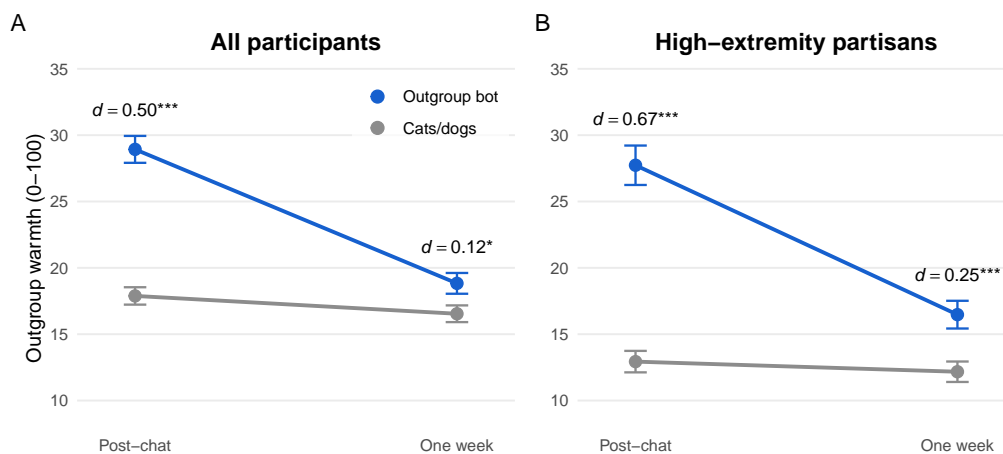 A
All participants
Outgroup warmth (0−100)
35
30
25
20
15
10
d = 0.50***
d = 0.12*
Outgroup bot
Cats/dogs
Post−chat
One week
B
High−extremity partisans
35
30
25
20
15
10
d = 0.67***
d = 0.25***
Post−chat
One week